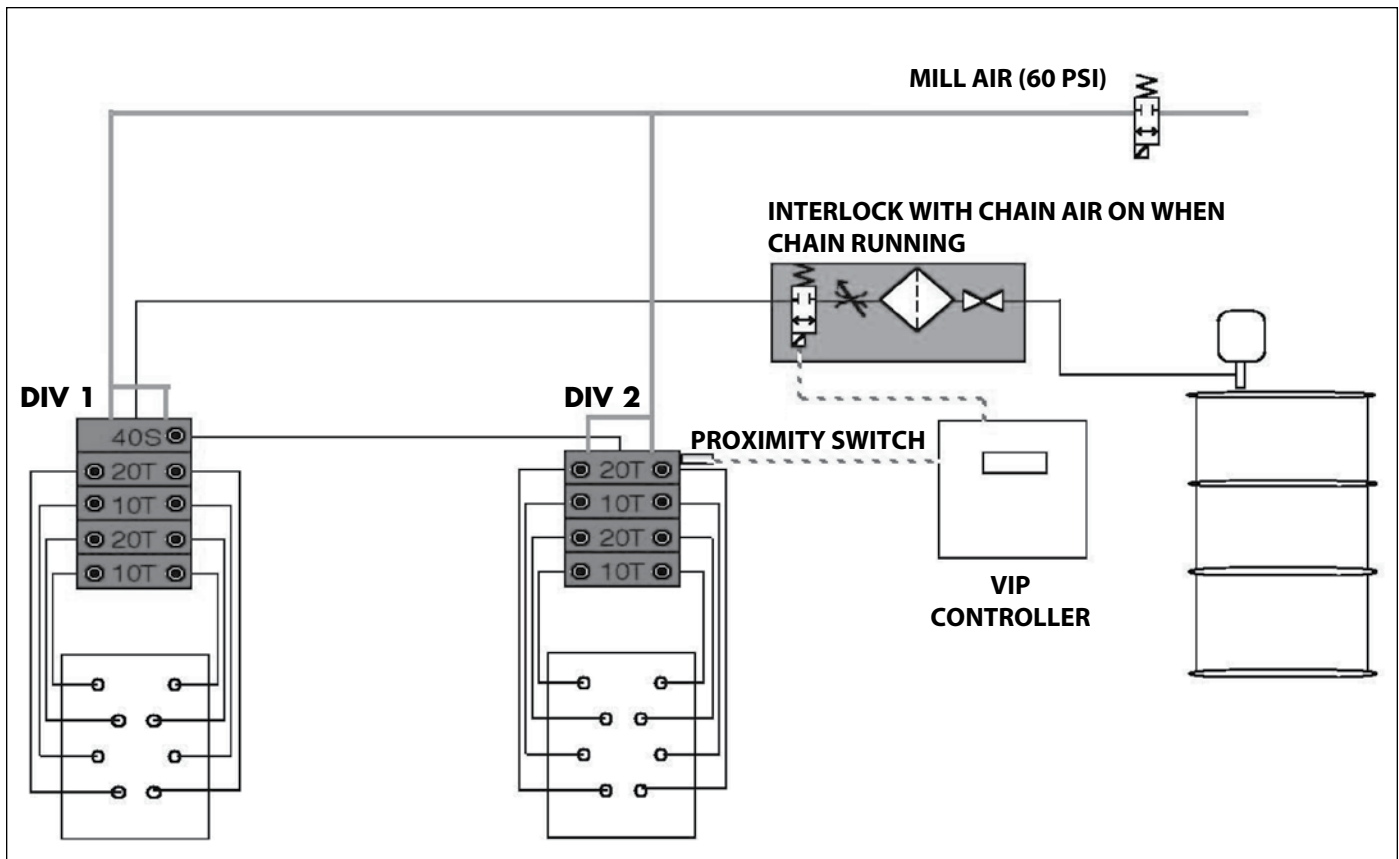 MILL AIR (60 PSI)
INTERLOCK WITH CHAIN AIR ON WHEN
CHAIN RUNNING
DIV 1
40S
20T
10T
20T
10T
DIV 2
20T
10T
20T
10T
PROXIMITY SWITCH
VIP
CONTROLLER